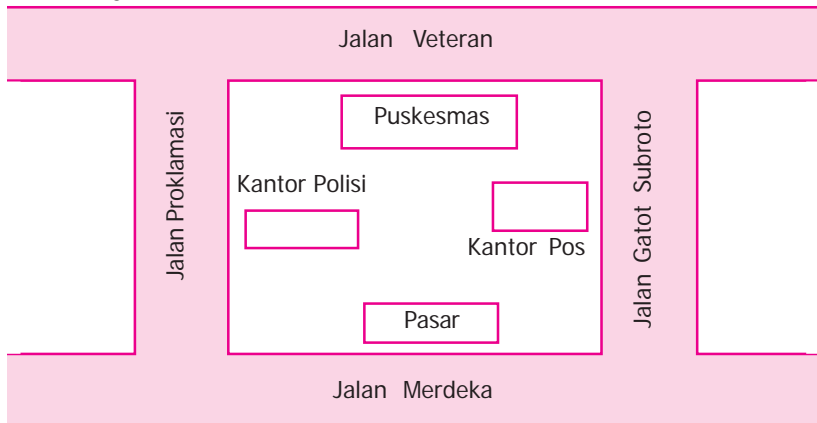 Jalan Veteran
Puskesmas
Jalan Proklamasi
Kantor Polisi
Jalan Gatot Subroto
Kantor Pos
Pasar
Jalan Merdeka